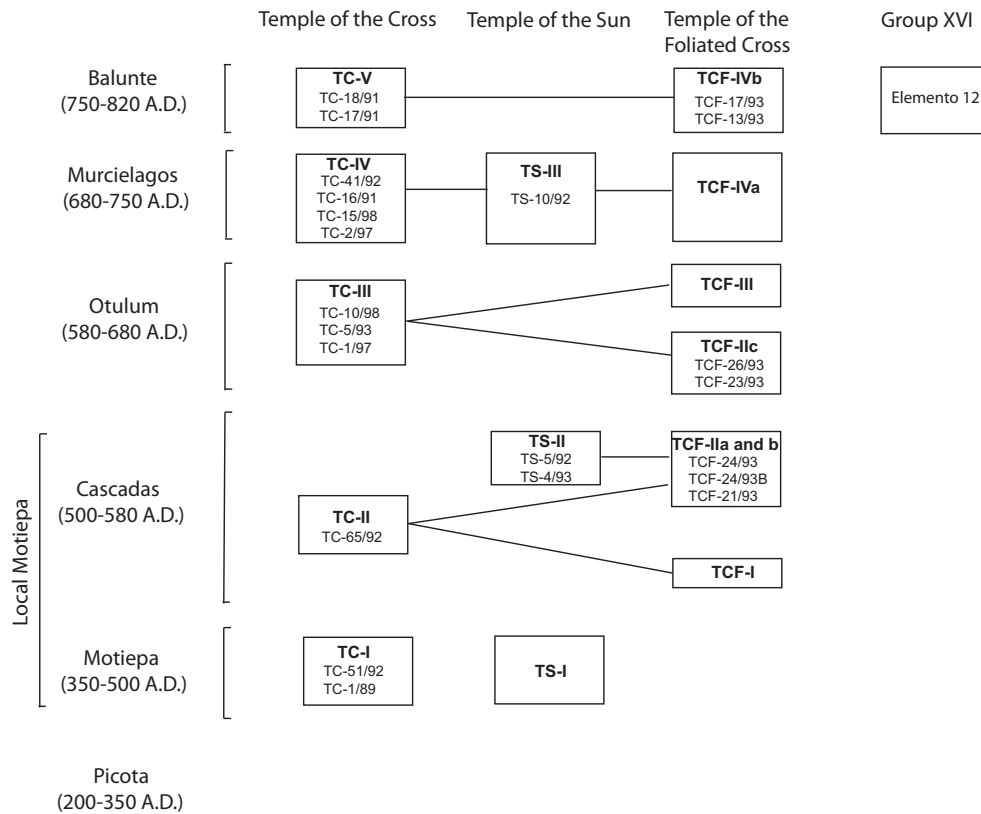 Temple of the Cross
Temple of the Sun
Temple of the
Foliated Cross
Group XVI
Balunte
(750-820 A.D.)
TC-V
TC-18/91
TC-17/91
TCF-IVb
TCF-17/93
TCF-13/93
Elemento 12
Murcielagos
(680-750 A.D.)
TC-IV
TC-41/92
TC-16/91
TC-15/98
TC-2/97
TS-III
TS-10/92
TCF-IVa
Otulum
(580-680 A.D.)
TC-III
TC-10/98
TC-5/93
TC-1/97
TCF-III
TCF-IIc
TCF-26/93
TCF-23/93
Local Motiepa
Cascadas
(500-580 A.D.)
TS-II
TS-5/92
TS-4/93
TCF-IIa and b
TCF-24/93
TCF-24/93B
TCF-21/93
TC-II
TC-65/92
TCF-I
Motiepa
(350-500 A.D.)
TC-I
TC-51/92
TC-1/89
TS-I
Picota
(200-350 A.D.)